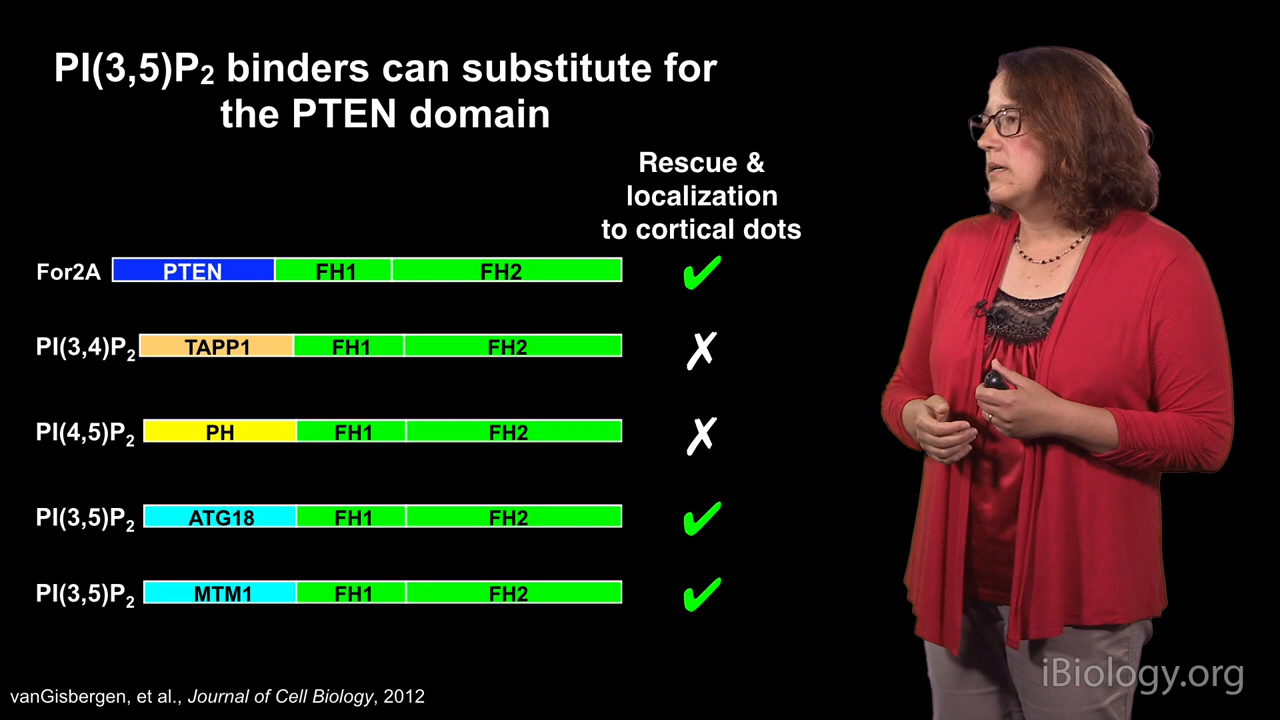 PI(3,5)P2 binders can substitute for
the PTEN domain
Rescue &
localization
to cortical dots
For2A PTEN FH1 FH2 ✔
PI(3,4)P2 TAPP1 FH1 FH2 ✗
PI(4,5)P2 PH FH1 FH2 ✗
PI(3,5)P2 ATG18 FH1 FH2 ✔
PI(3,5)P2 MTM1 FH1 FH2 ✔
vanGisbergen, et al., Journal of Cell Biology, 2012
iBiology.org